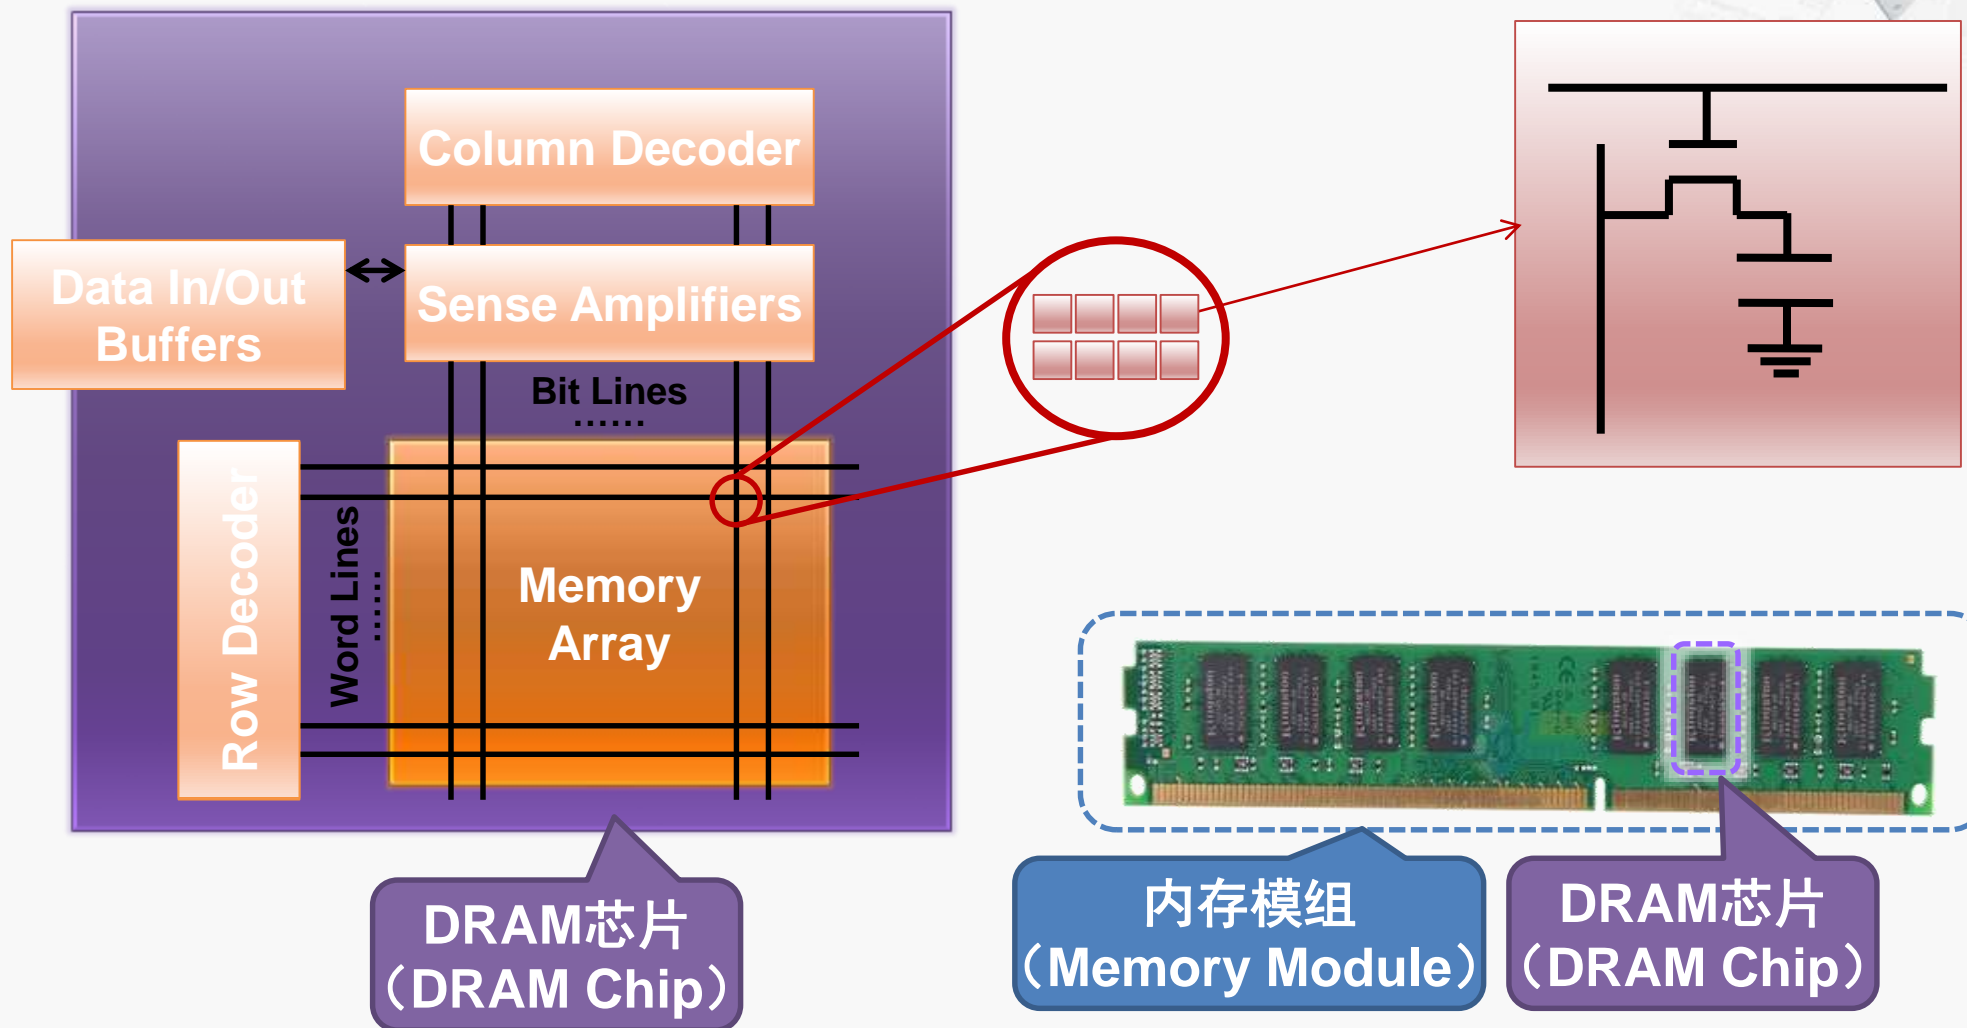 Column Decoder
Data In/Out
Buffers
Sense Amplifiers
Bit Lines
......
Row Decoder
Word Lines
......
Memory
Array
DRAM芯片
（DRAM Chip）
内存模组
（Memory Module）
DRAM芯片
（DRAM Chip）